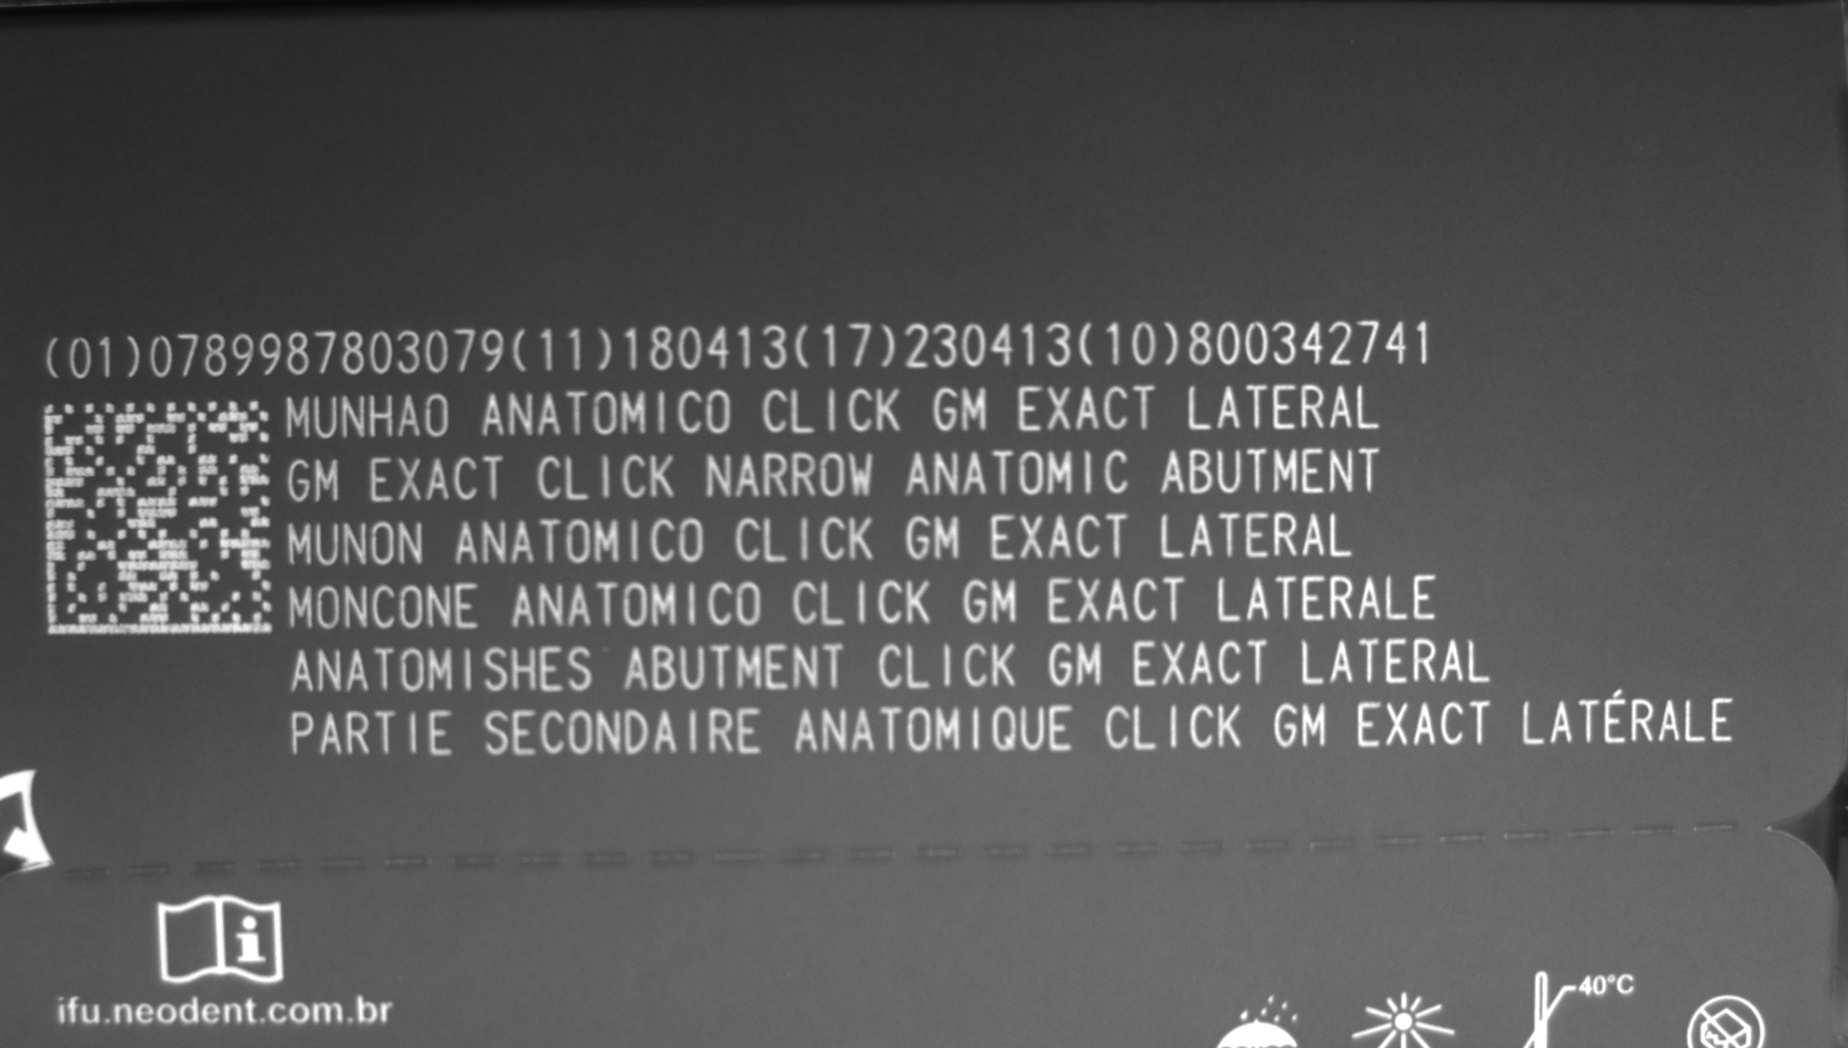 (01)0789987803079(11)180413(17)230413(10)800342741
MUNHAO ANATOMICO CLICK GM EXACT LATERAL
GM EXACT CLICK NARROW ANATOMIC ABUTMENT
MUNON ANATOMICO CLICK GM EXACT LATERAL
MONCONE ANATOMICO CLICK GM EXACT LATERALE
ANATOMISHES ABUTMENT CLICK GM EXACT LATERAL
PARTIE SECONDAIRE ANATOMIQUE CLICK GM EXACT LATÉRALE
ifu.neodent.com.br
40°C